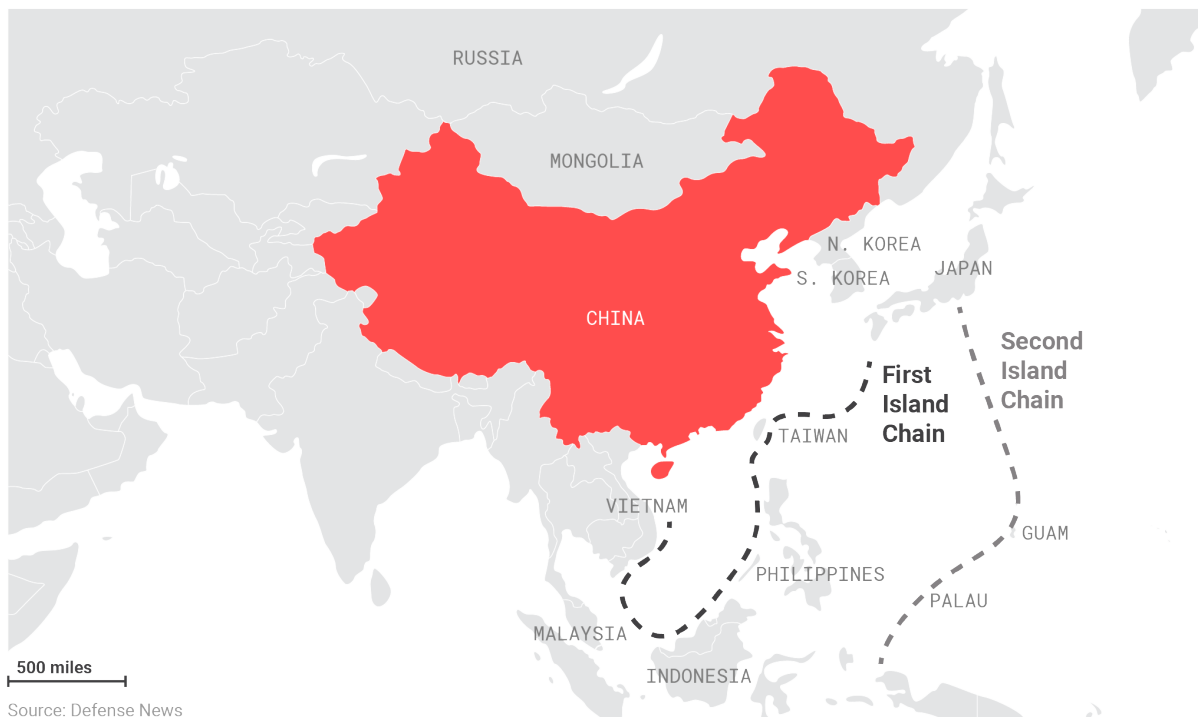 RUSSIA
MONGOLIA
N. KOREA
JAPAN
S. KOREA
CHINA
Second
Island
Chain
First
Island
Chain
TAIWAN
VIETNAM
GUAM
PHILIPPINES
PALAU
MALAYSIA
INDONESIA
500 miles
Source: Defense News